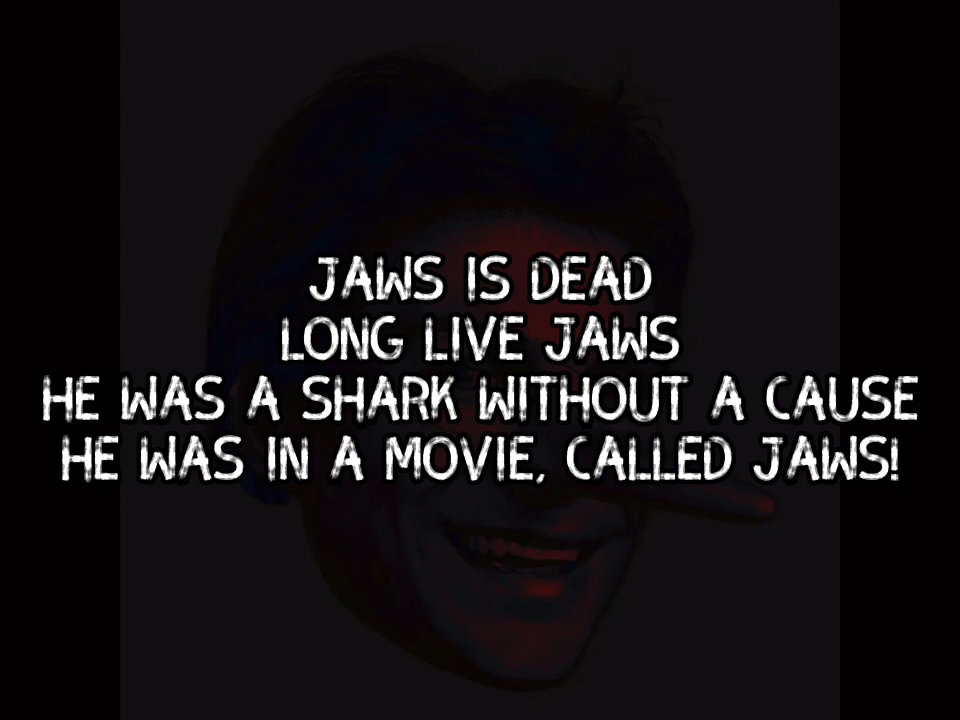 JAWS IS DEAD
LONG LIVE JAWS
HE WAS A SHARK WITHOUT A CAUSE
HE WAS IN A MOVIE, CALLED JAWS!